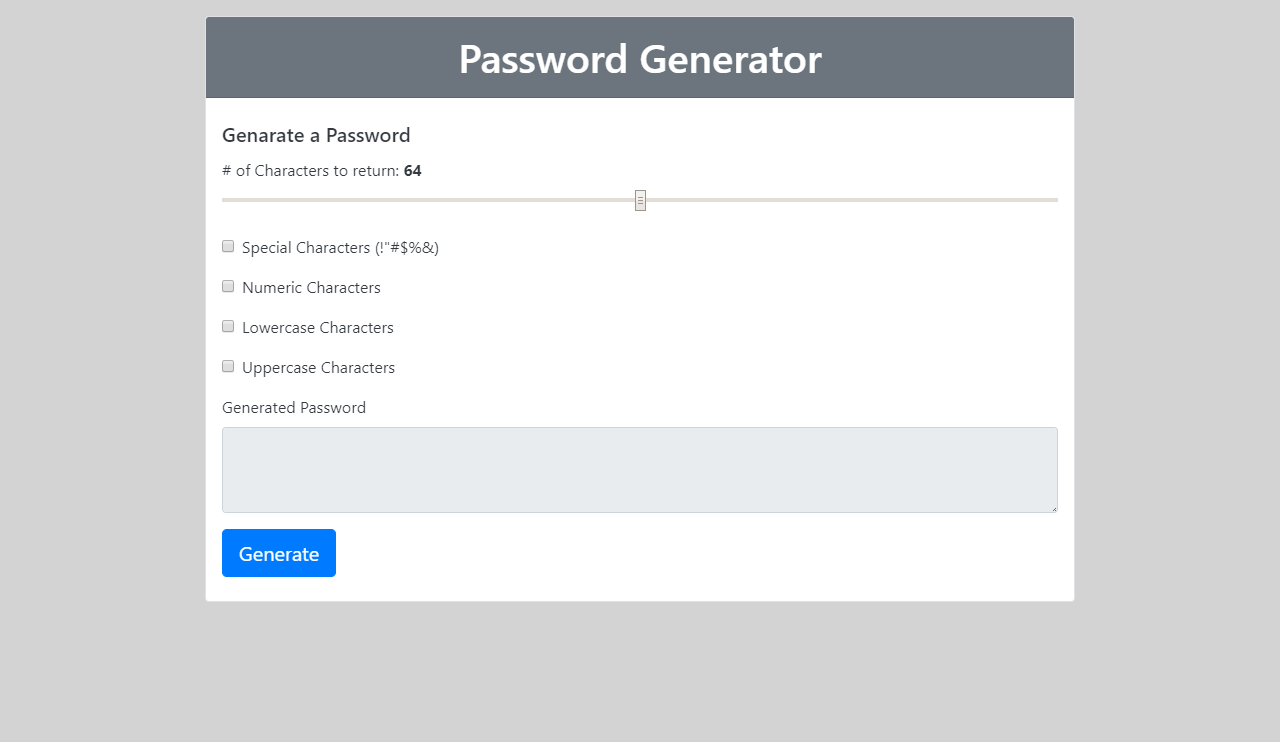 Password Generator
Genarate a Password
# of Characters to return: 64
Special Characters (!"#$%&)
Numeric Characters
Lowercase Characters
Uppercase Characters
Generated Password
Generate